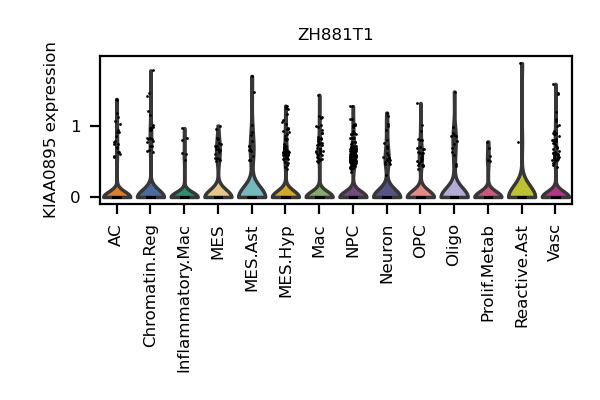 ZH881T1
KIAA0895 expression
1
0
AC
Chromatin.Reg
Inflammatory.Mac
MES
MES.Ast
MES.Hyp
Mac
NPC
Neuron
OPC
Oligo
Prolif.Metab
Reactive.Ast
Vasc